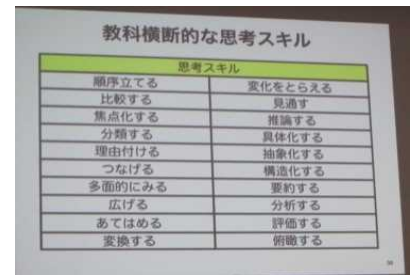 教科横断的な思考スキル
思考スキル
順序立てる 変化をとらえる
比較する 見通す
焦点化する 推論する
分類する 具体化する
理由付ける 抽象化する
つなげる 構造化する
多面的にみる 要約する
広げる 分析する
あてはめる 評価する
変換する 俯瞰する